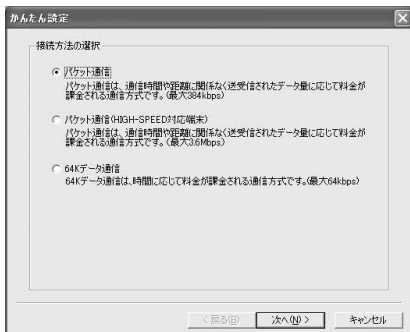 かんたん設定
接続方法の選択
パケット通信
パケット通信は、通信時間や距離に関係なく送受信されたデータ量に応じて料金が
課金される通信方式です。(最大384kbps)
パケット通信(HIGH-SPEED対応端末)
パケット通信は、通信時間や距離に関係なく送受信されたデータ量に応じて料金が
課金される通信方式です。(最大3.6Mbps)
64Kデータ通信
64Kデータ通信は、時間に応じて料金が課金される通信方式です。(最大64kbps)
< 戻る(B)
次へ(N) >
キャンセル